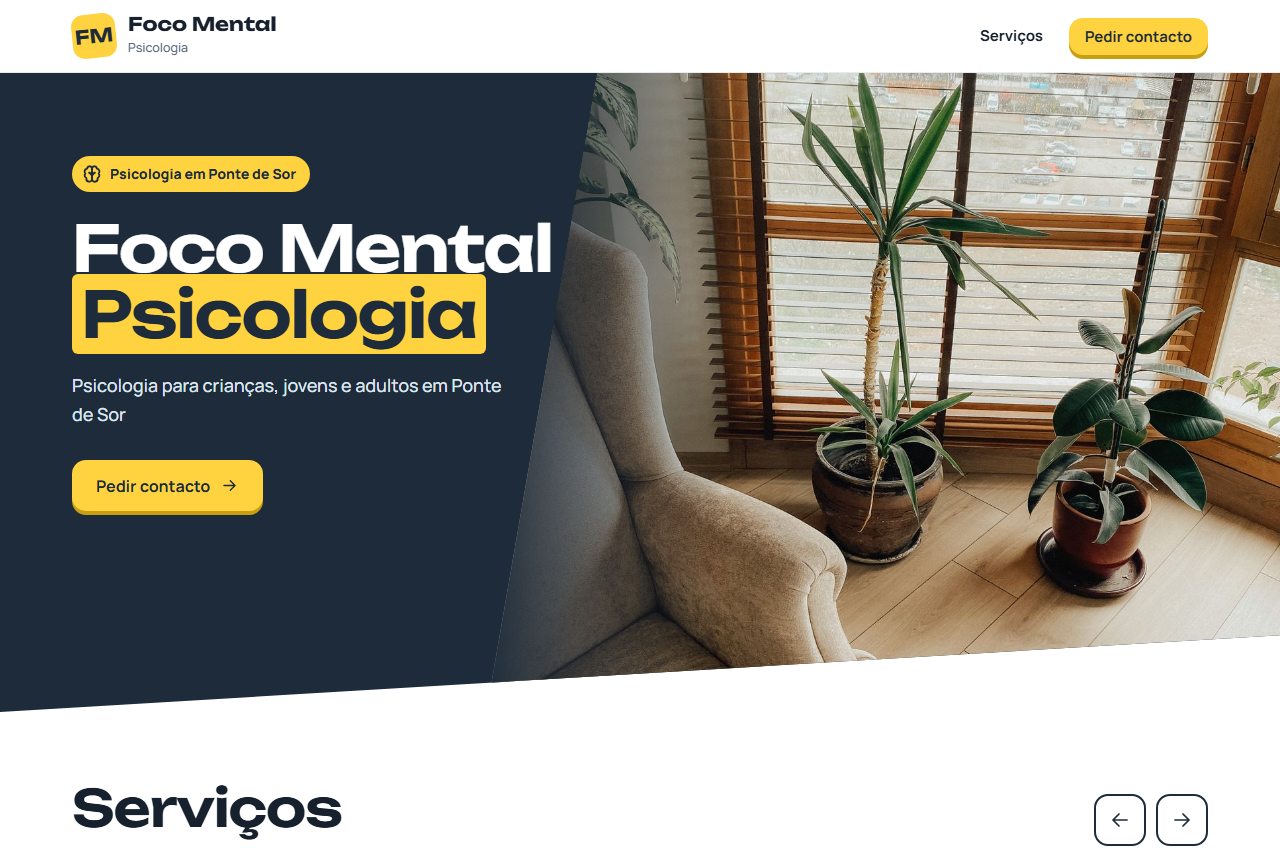 FM
Foco Mental
Psicologia
Serviços
Pedir contacto
Psicologia em Ponte de Sor
Foco Mental
Psicologia
Psicologia para crianças, jovens e adultos em Ponte
de Sor
Pedir contacto
Serviços